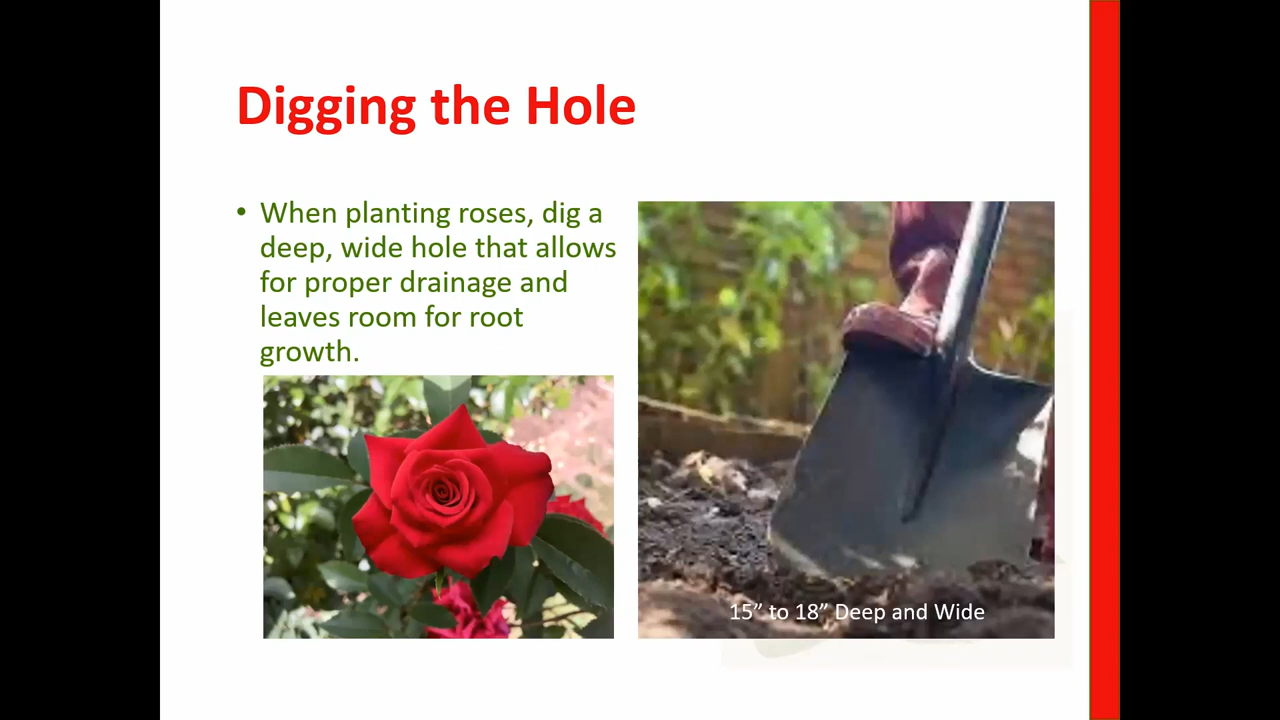 Digging the Hole
• When planting roses, dig a
deep, wide hole that allows
for proper drainage and
leaves room for root
growth.
15” to 18” Deep and Wide